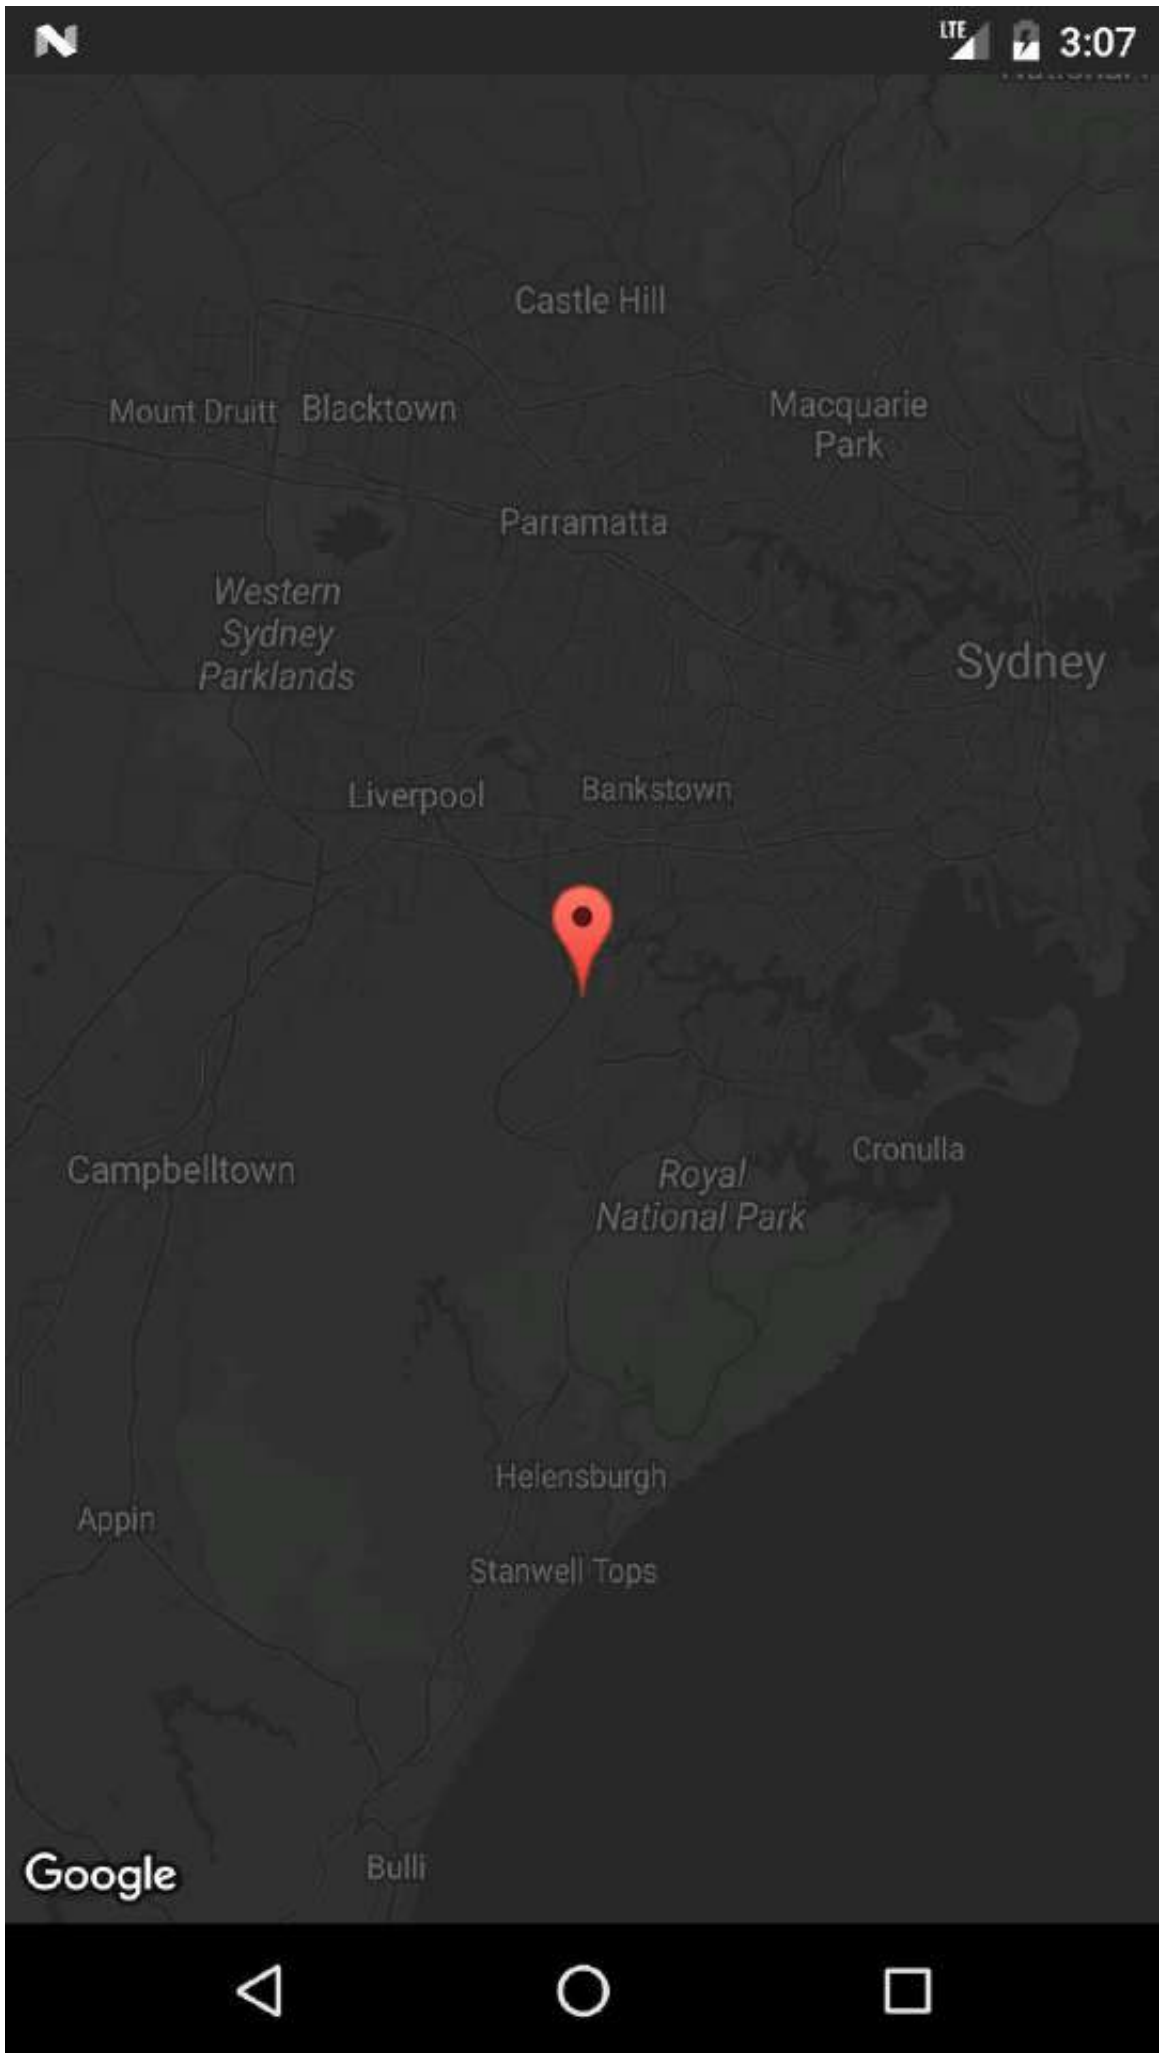 LTE 3:07
Castle Hill
Mount Druitt Blacktown
Macquarie
Park
Parramatta
Western
Sydney
Parklands
Sydney
Liverpool
Bankstown
Campbelltown
Cronulla
Royal
National Park
Helensburgh
Appin
Stanwell Tops
Google
Bulli